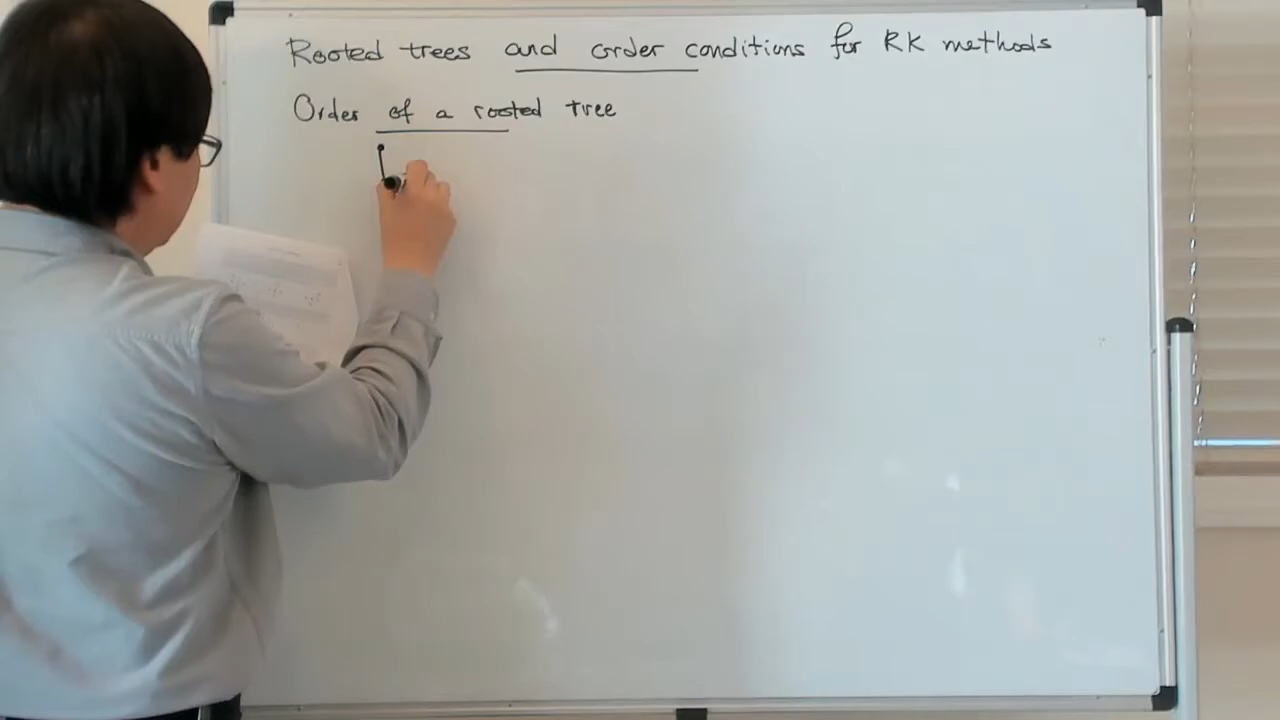 Rooted trees and order conditions for RK methods
Order of a rooted tree